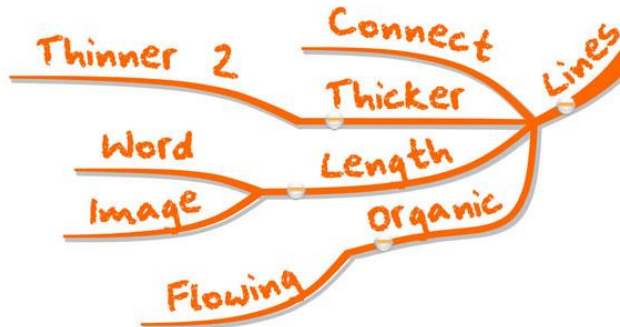 Lines
Connect
Thicker
Thinner 2
Length
Word
Image
Organic
Flowing